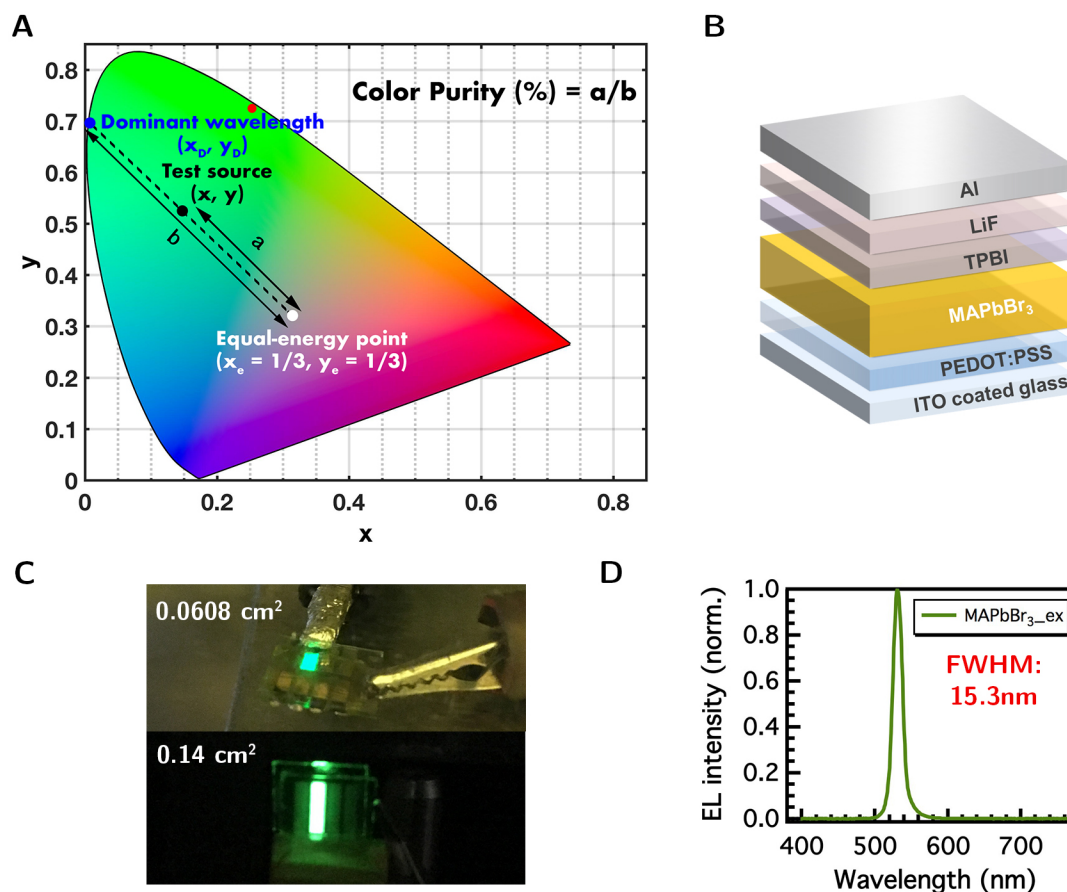 A
Color Purity (%) = a/b
Dominant wavelength
(x_D, y_D)
Test source
(x, y)
a
b
Equal-energy point
(x_e = 1/3, y_e = 1/3)
0.8
0.7
0.6
0.5
0.4
0.3
0.2
0.1
0
y
0 0.2 0.4 0.6 0.8
x
B
Al
LiF
TPBI
MAPbBr₃
PEDOT:PSS
ITO coated glass
C
0.0608 cm²
0.14 cm²
D
MAPbBr₃_ex
FWHM:
15.3nm
1.0
0.8
0.6
0.4
0.2
0.0
EL intensity (norm.)
400 500 600 700
Wavelength (nm)